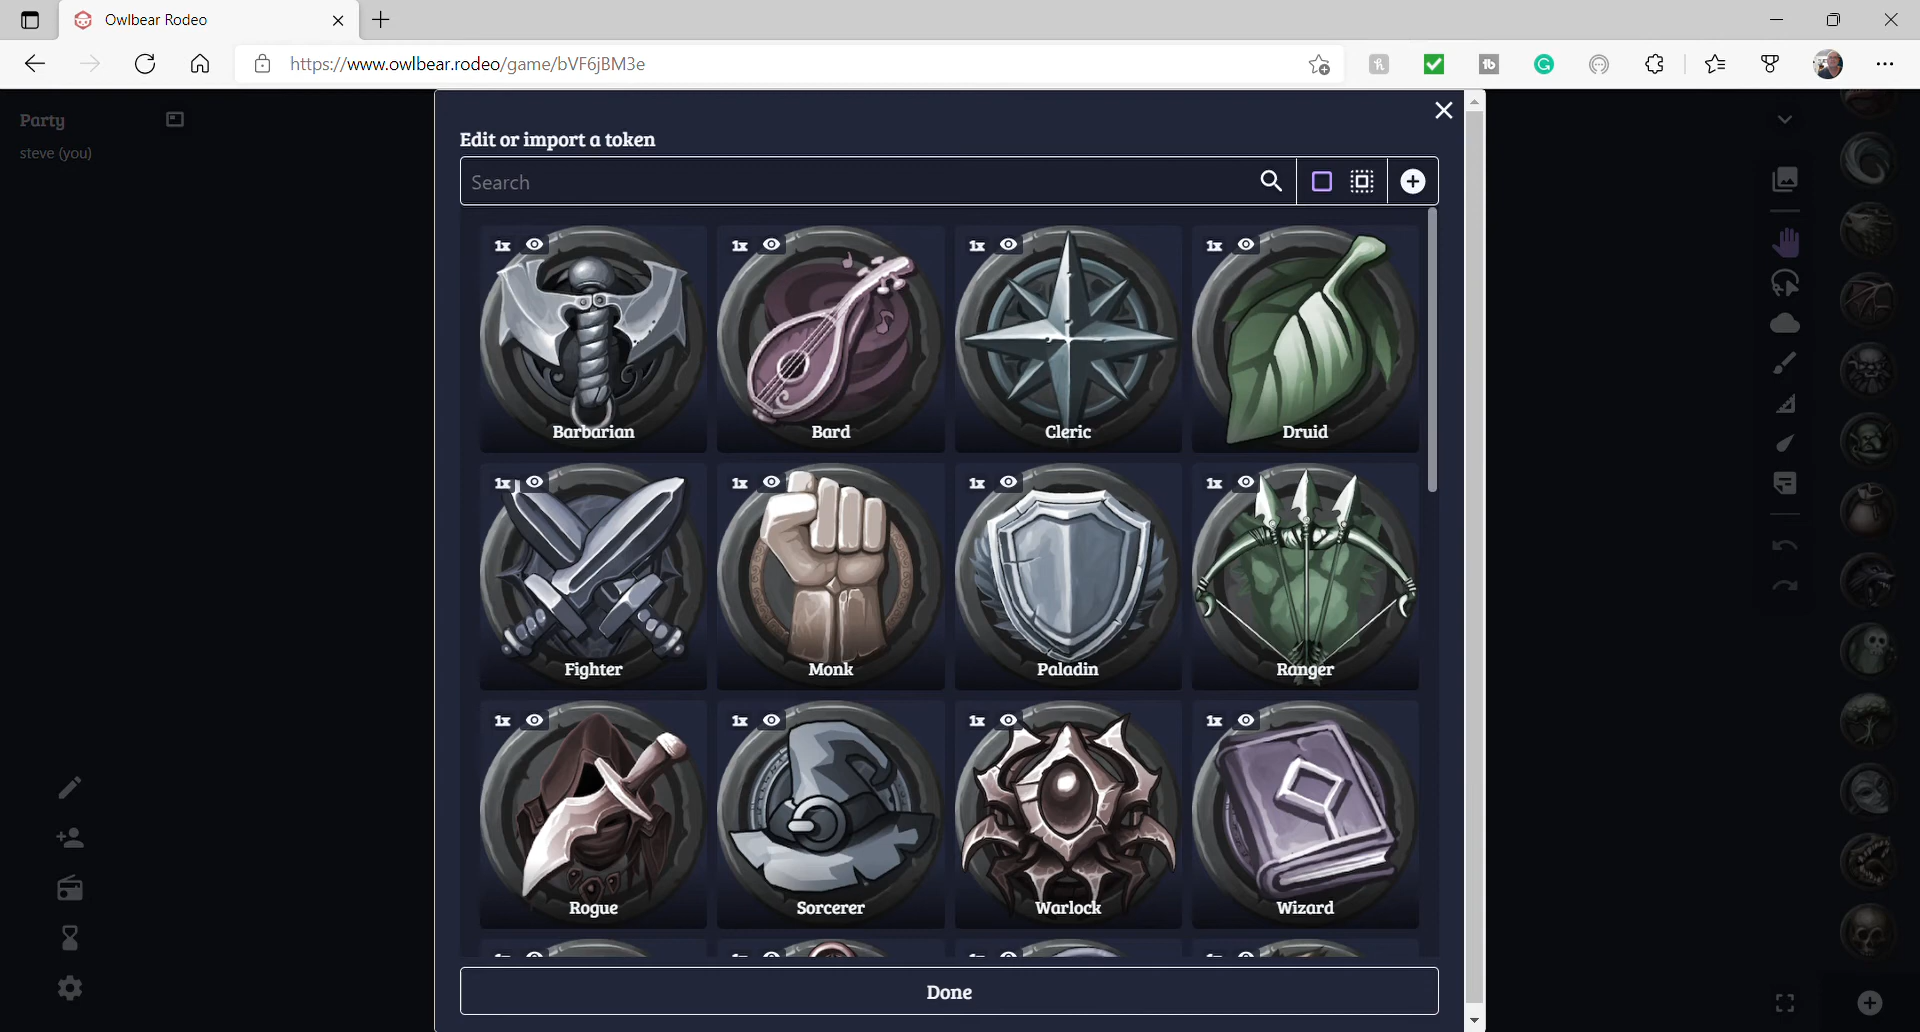 Owlbear Rodeo
https://www.owlbear.rodeo/game/bVF6jBM3e
Party
steve (you)
Edit or import a token
Search
1x 1x 1x 1x
Barbarian Bard Cleric Druid
1x 1x 1x 1x
Fighter Monk Paladin Ranger
1x 1x 1x 1x
Rogue Sorcerer Warlock Wizard
Done